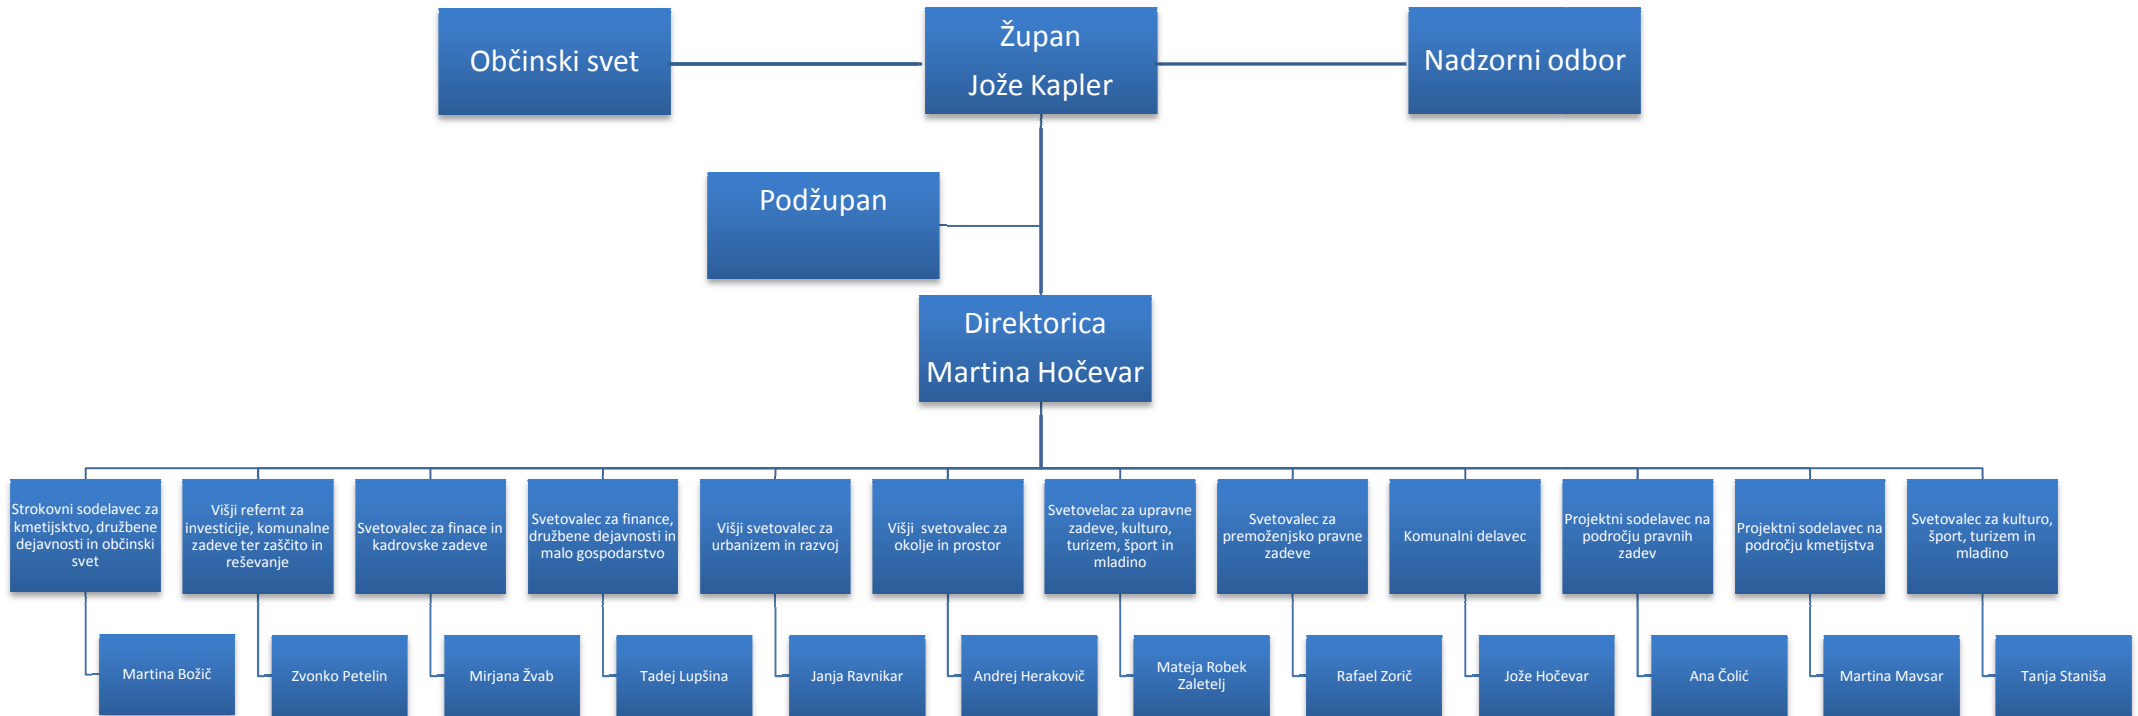 Občinski svet
Župan
Jože Kapler
Nadzorni odbor
Podžupan
Direktorica
Martina Hočevar
Strokovni sodelavec za
kmetijsktvo, družbene
dejavnosti in občinski
svet
Višji refernt za
investicije, komunalne
zadeve ter zaščito in
reševanje
Svetovalec za finace in
kadrovske zadeve
Svetovalec za finance,
družbene dejavnosti in
malo gospodarstvo
Višji svetovalec za
urbanizem in razvoj
Višji svetovalec za
okolje in prostor
Svetovelac za upravne
zadeve, kulturo,
turizem, šport in
mladino
Svetovalec za
premoženjsko pravne
zadeve
Komunalni delavec
Projektni sodelavec na
področju pravnih
zadev
Projektni sodelavec na
področju kmetijstva
Svetovalec za kulturo,
šport, turizem in
mladino
Martina Božič
Zvonko Petelin
Mirjana Žvab
Tadej Lupšina
Janja Ravnikar
Andrej Herakovič
Mateja Robek
Zaletelj
Rafael Zorič
Jože Hočevar
Ana Čolić
Martina Mavsar
Tanja Staniša